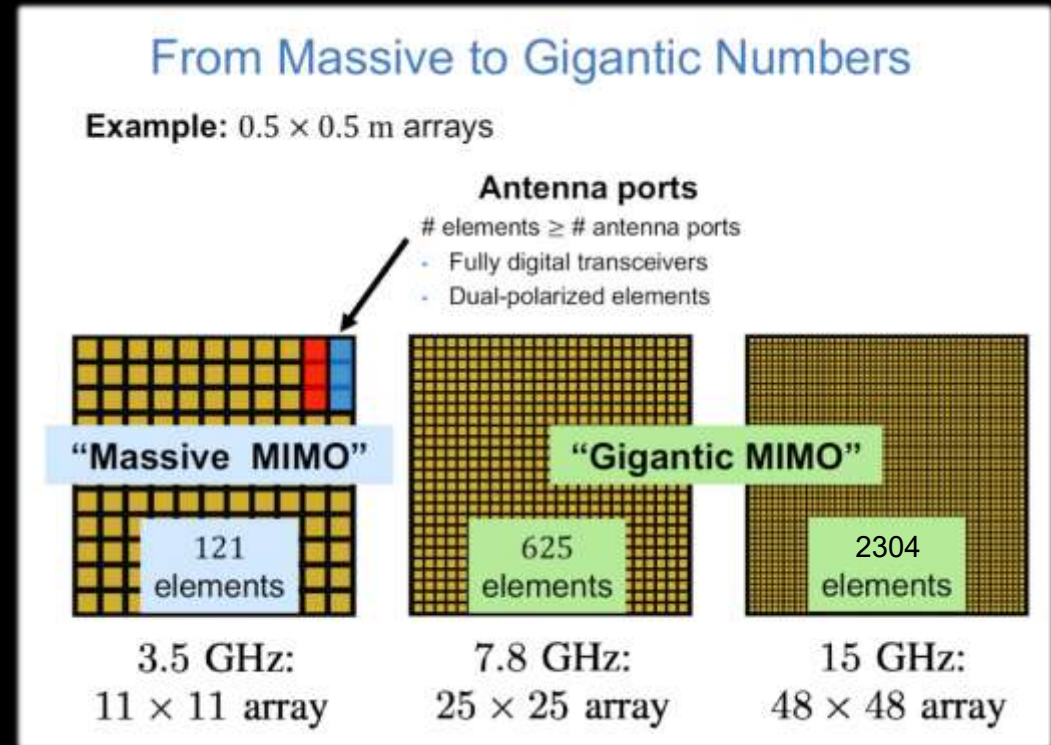 From Massive to Gigantic Numbers
Example: 0.5 × 0.5 m arrays
Antenna ports
# elements ≥ # antenna ports
- Fully digital transceivers
- Dual-polarized elements
“Massive MIMO”
“Gigantic MIMO”
121
elements
625
elements
2304
elements
3.5 GHz:
11 × 11 array
7.8 GHz:
25 × 25 array
15 GHz:
48 × 48 array